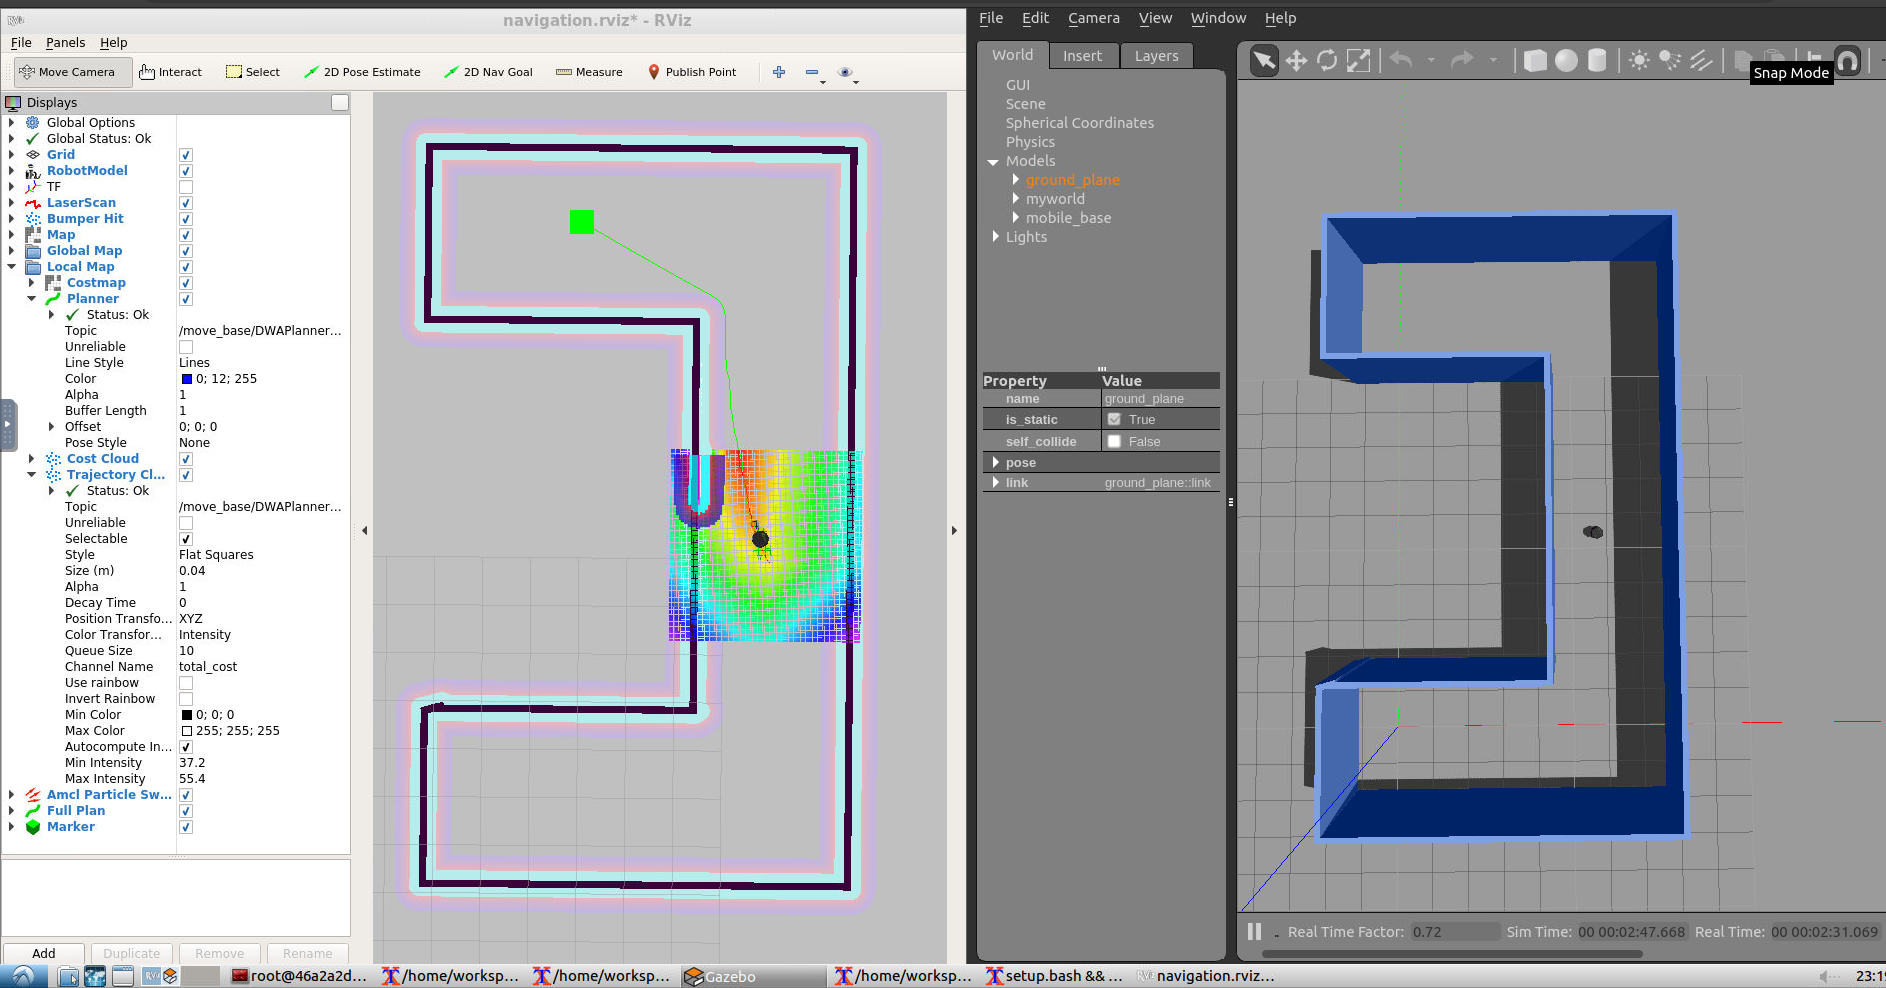 navigation.rviz* - RViz
File Panels Help
Move Camera Interact Select 2D Pose Estimate 2D Nav Goal Measure Publish Point
Displays
Global Options
Global Status: Ok
Grid
RobotModel
TF
LaserScan
Bumper Hit
Map
Global Map
Local Map
Costmap
Planner
Status: Ok
Topic /move_base/DWAPlanner...
Unreliable
Line Style Lines
Color 0; 12; 255
Alpha 1
Buffer Length 1
Offset 0; 0; 0
Pose Style None
Cost Cloud
Trajectory Cl...
Status: Ok
Topic /move_base/DWAPlanner...
Unreliable
Selectable
Style Flat Squares
Size (m) 0.04
Alpha 1
Decay Time 0
Position Transfo... XYZ
Color Transfor... Intensity
Queue Size 10
Channel Name total_cost
Use rainbow
Invert Rainbow
Min Color 0; 0; 0
Max Color 255; 255; 255
Autocompute In...
Min Intensity 37.2
Max Intensity 55.4
Amcl Particle Sw...
Full Plan
Marker
Add Duplicate Remove Rename
File Edit Camera View Window Help
World Insert Layers
Snap Mode
GUI
Scene
Spherical Coordinates
Physics
Models
ground_plane
myworld
mobile_base
Lights
Property Value
name ground_plane
is_static True
self_collide False
pose
link ground_plane::link
Real Time Factor: 0.72 Sim Time: 00 00:02:47.668 Real Time: 00 00:02:31.069
root@46a2a2d... /home/worksp... /home/worksp... Gazebo /home/worksp... setup.bash && ... navigation.rviz...